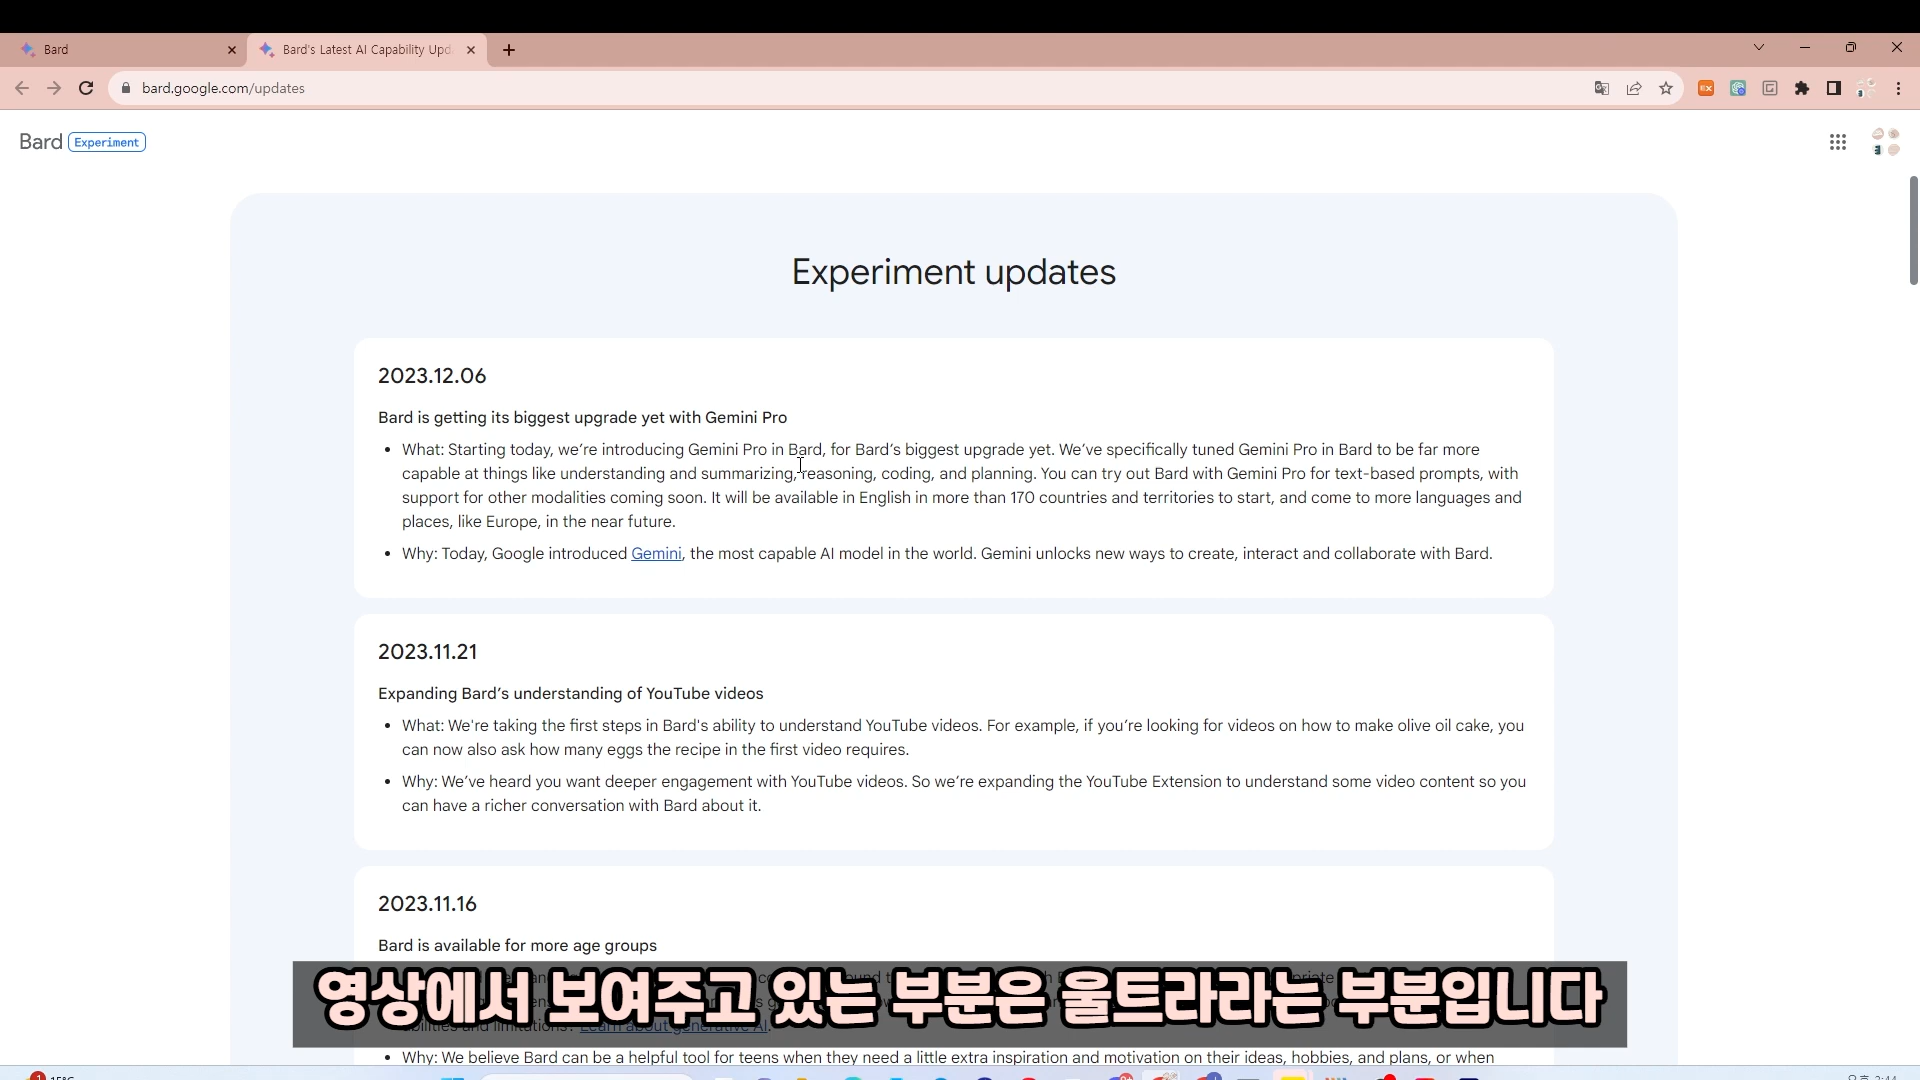 Bard
Bard's Latest AI Capability Upd
bard.google.com/updates
Bard Experiment
Experiment updates
2023.12.06
Bard is getting its biggest upgrade yet with Gemini Pro
• What: Starting today, we’re introducing Gemini Pro in Bard, for Bard’s biggest upgrade yet. We’ve specifically tuned Gemini Pro in Bard to be far more
capable at things like understanding and summarizing, reasoning, coding, and planning. You can try out Bard with Gemini Pro for text-based prompts, with
support for other modalities coming soon. It will be available in English in more than 170 countries and territories to start, and come to more languages and
places, like Europe, in the near future.
• Why: Today, Google introduced Gemini, the most capable AI model in the world. Gemini unlocks new ways to create, interact and collaborate with Bard.
2023.11.21
Expanding Bard’s understanding of YouTube videos
• What: We're taking the first steps in Bard's ability to understand YouTube videos. For example, if you’re looking for videos on how to make olive oil cake, you
can now also ask how many eggs the recipe in the first video requires.
• Why: We’ve heard you want deeper engagement with YouTube videos. So we’re expanding the YouTube Extension to understand some video content so you
can have a richer conversation with Bard about it.
2023.11.16
Bard is available for more age groups
영상에서 보여주고 있는 부분은 울트라라는 부분입니다
Learn about generative AI.
• Why: We believe Bard can be a helpful tool for teens when they need a little extra inspiration and motivation on their ideas, hobbies, and plans, or when